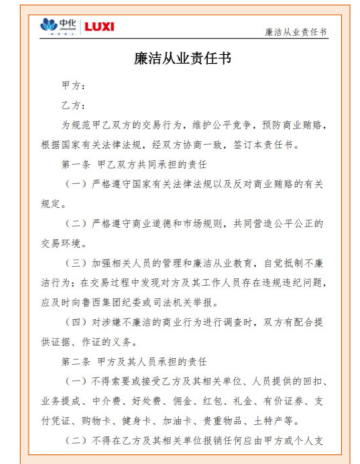 中化 LUXI
廉洁从业责任书
廉洁从业责任书
甲方：
乙方：
为规范甲乙双方的交易行为，维护公平竞争，预防商业贿赂，
根据国家有关法律法规，经双方协商一致，签订本责任书。
第一条 甲乙双方共同承担的责任
（一）严格遵守国家有关法律法规以及反对商业贿赂的有关
规定。
（二）严格遵守商业道德和市场规则，共同营造公平公正的
交易环境。
（三）加强相关人员的管理和廉洁从业教育，自觉抵制不廉
洁行为；在交易过程中发现对方及其工作人员存在违规违纪问题，
应及时向鲁西集团纪委或司法机关举报。
（四）对涉嫌不廉洁的商业行为进行调查时，双方有配合提
供证据、作证的义务。
第二条 甲方及其人员承担的责任
（一）不得索要或接受乙方及其相关单位、人员提供的回扣、
业务提成、中介费、好处费、佣金、红包、礼金、有价证券、支
付凭证、购物卡、健身卡、加油卡、贵重物品、土特产等。
（二）不得在乙方及其相关单位报销任何应由甲方或个人支